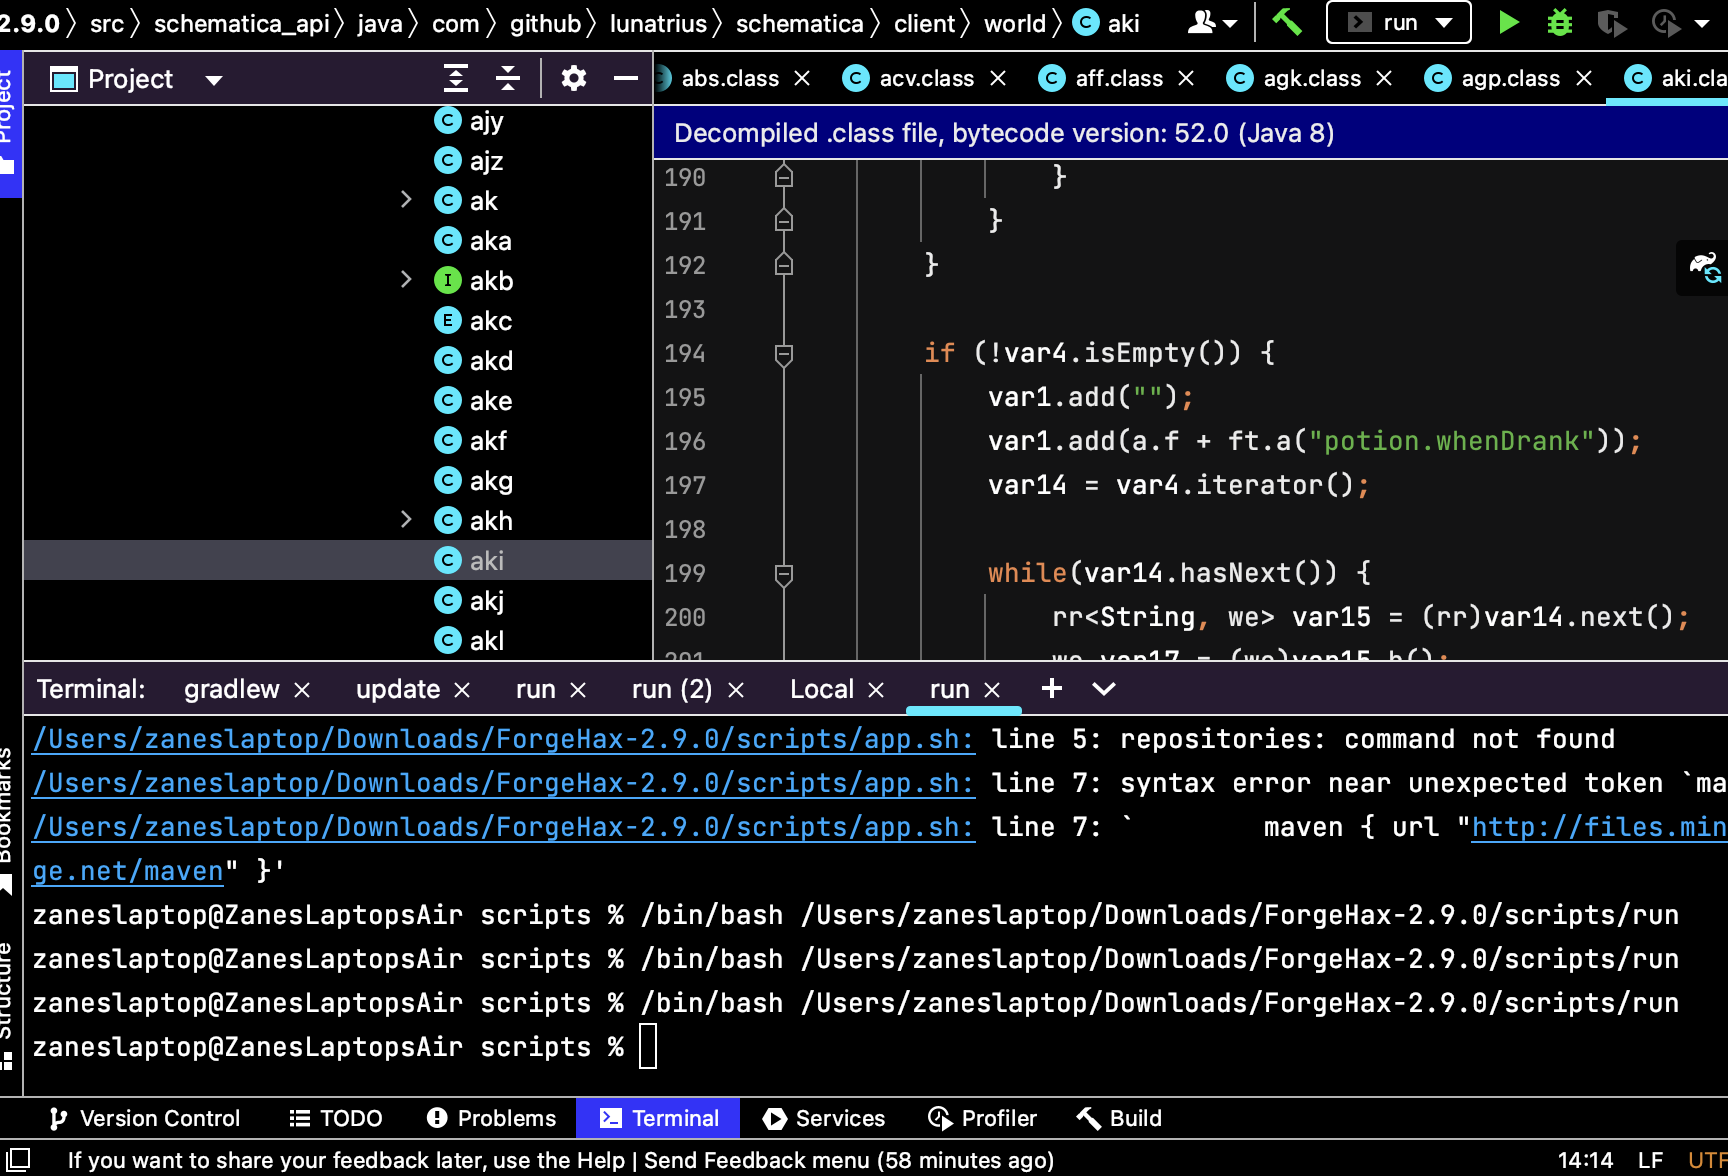 2.9.0 〉 src 〉 schematica_api 〉 java 〉 com 〉 github 〉 lunatrius 〉 schematica 〉 client 〉 world 〉 C aki run
Project
Project
abs.class × C acv.class × C aff.class × C agk.class × C agp.class × C aki.cla
Decompiled .class file, bytecode version: 52.0 (Java 8)
C ajy
C ajz
C ak
C aka
I akb
E akc
C akd
C ake
C akf
C akg
C akh
C aki
C akj
C akl
190 }
191 }
192 }
193
194 if (!var4.isEmpty()) {
195 var1.add("");
196 var1.add(a.f + ft.a("potion.whenDrank"));
197 var14 = var4.iterator();
198
199 while(var14.hasNext()) {
200 rr<String, we> var15 = (rr)var14.next();
201 we var17 = (we)var15.b();
Terminal: gradlew × update × run × run (2) × Local × run × +
/Users/zaneslaptop/Downloads/ForgeHax-2.9.0/scripts/app.sh: line 5: repositories: command not found
/Users/zaneslaptop/Downloads/ForgeHax-2.9.0/scripts/app.sh: line 7: syntax error near unexpected token `ma
/Users/zaneslaptop/Downloads/ForgeHax-2.9.0/scripts/app.sh: line 7: `        maven { url "http://files.min
ge.net/maven" }'
zaneslaptop@ZanesLaptopsAir scripts % /bin/bash /Users/zaneslaptop/Downloads/ForgeHax-2.9.0/scripts/run
zaneslaptop@ZanesLaptopsAir scripts % /bin/bash /Users/zaneslaptop/Downloads/ForgeHax-2.9.0/scripts/run
zaneslaptop@ZanesLaptopsAir scripts % /bin/bash /Users/zaneslaptop/Downloads/ForgeHax-2.9.0/scripts/run
zaneslaptop@ZanesLaptopsAir scripts %
Bookmarks
Structure
Version Control TODO Problems Terminal Services Profiler Build
If you want to share your feedback later, use the Help | Send Feedback menu (58 minutes ago) 14:14 LF UTF